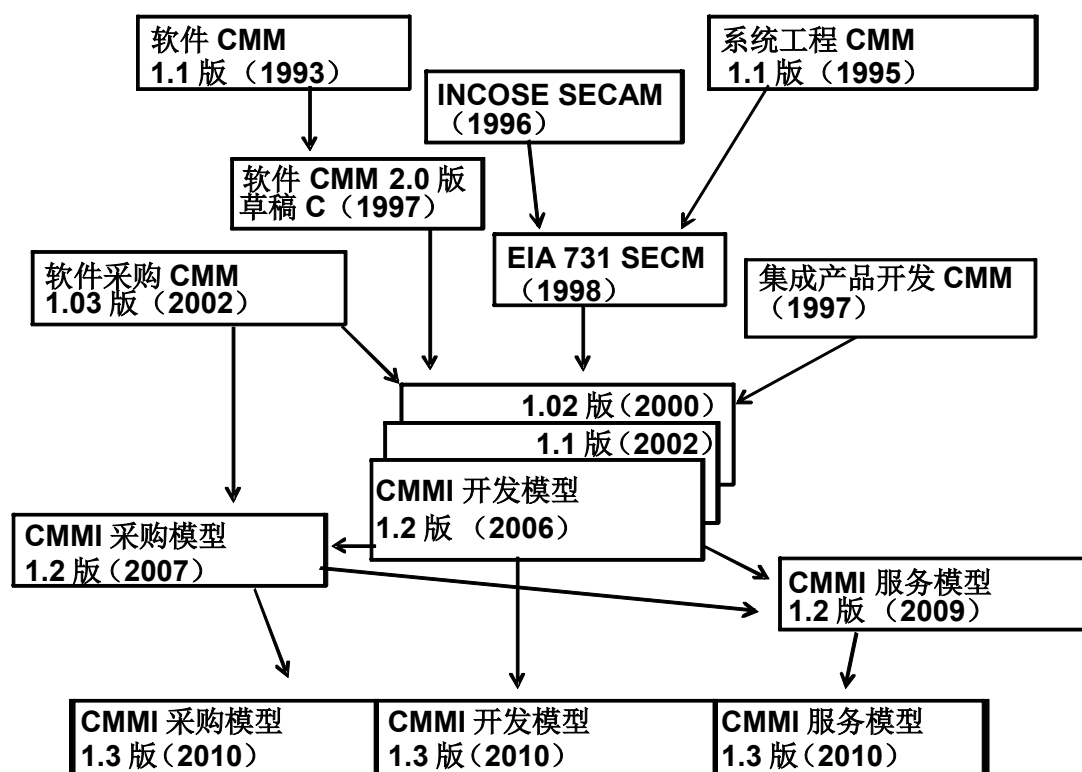 软件 CMM
1.1 版（1993）
系统工程 CMM
1.1 版（1995）
INCOSE SECAM
（1996）
软件 CMM 2.0 版
草稿 C（1997）
EIA 731 SECM
（1998）
软件采购 CMM
1.03 版（2002）
集成产品开发 CMM
（1997）
1.02 版（2000）
1.1 版（2002）
CMMI 开发模型
1.2 版 （2006）
CMMI 采购模型
1.2 版（2007）
CMMI 服务模型
1.2 版 （2009）
CMMI 采购模型
1.3 版（2010）
CMMI 开发模型
1.3 版（2010）
CMMI 服务模型
1.3 版（2010）